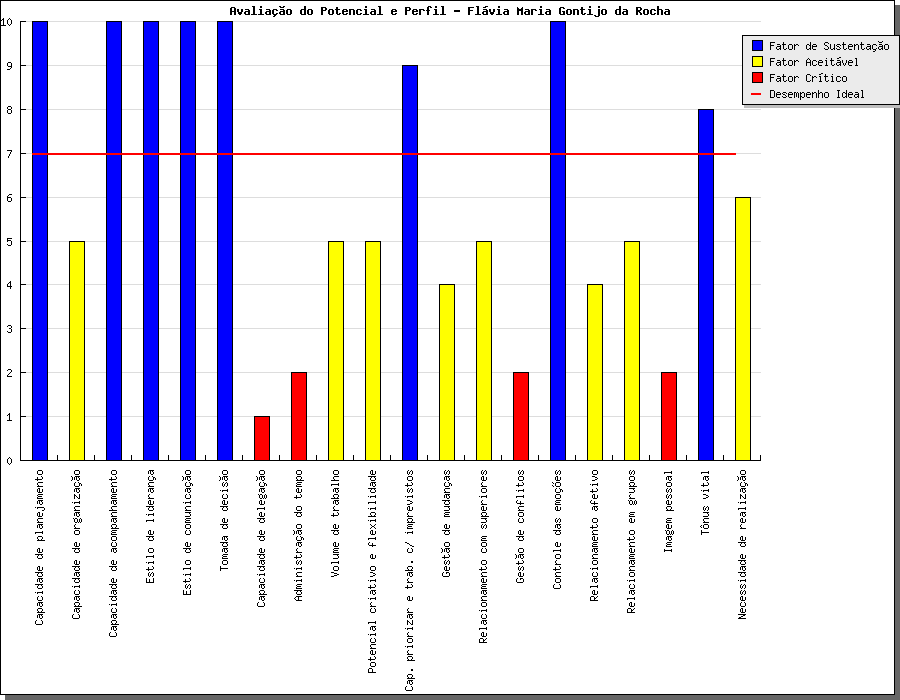 Avaliação do Potencial e Perfil - Flávia Maria Gontijo da Rocha
Fator de Sustentação
Fator Aceitável
Fator Crítico
Desempenho Ideal
10
9
8
7
6
5
4
3
2
1
0
Capacidade de planejamento
Capacidade de organização
Capacidade de acompanhamento
Estilo de liderança
Estilo de comunicação
Tomada de decisão
Capacidade de delegação
Administração do tempo
Volume de trabalho
Potencial criativo e flexibilidade
Cap. priorizar e trab. c/ imprevistos
Gestão de mudanças
Relacionamento com superiores
Gestão de conflitos
Controle das emoções
Relacionamento afetivo
Relacionamento em grupos
Imagem pessoal
Tônus vital
Necessidade de realização